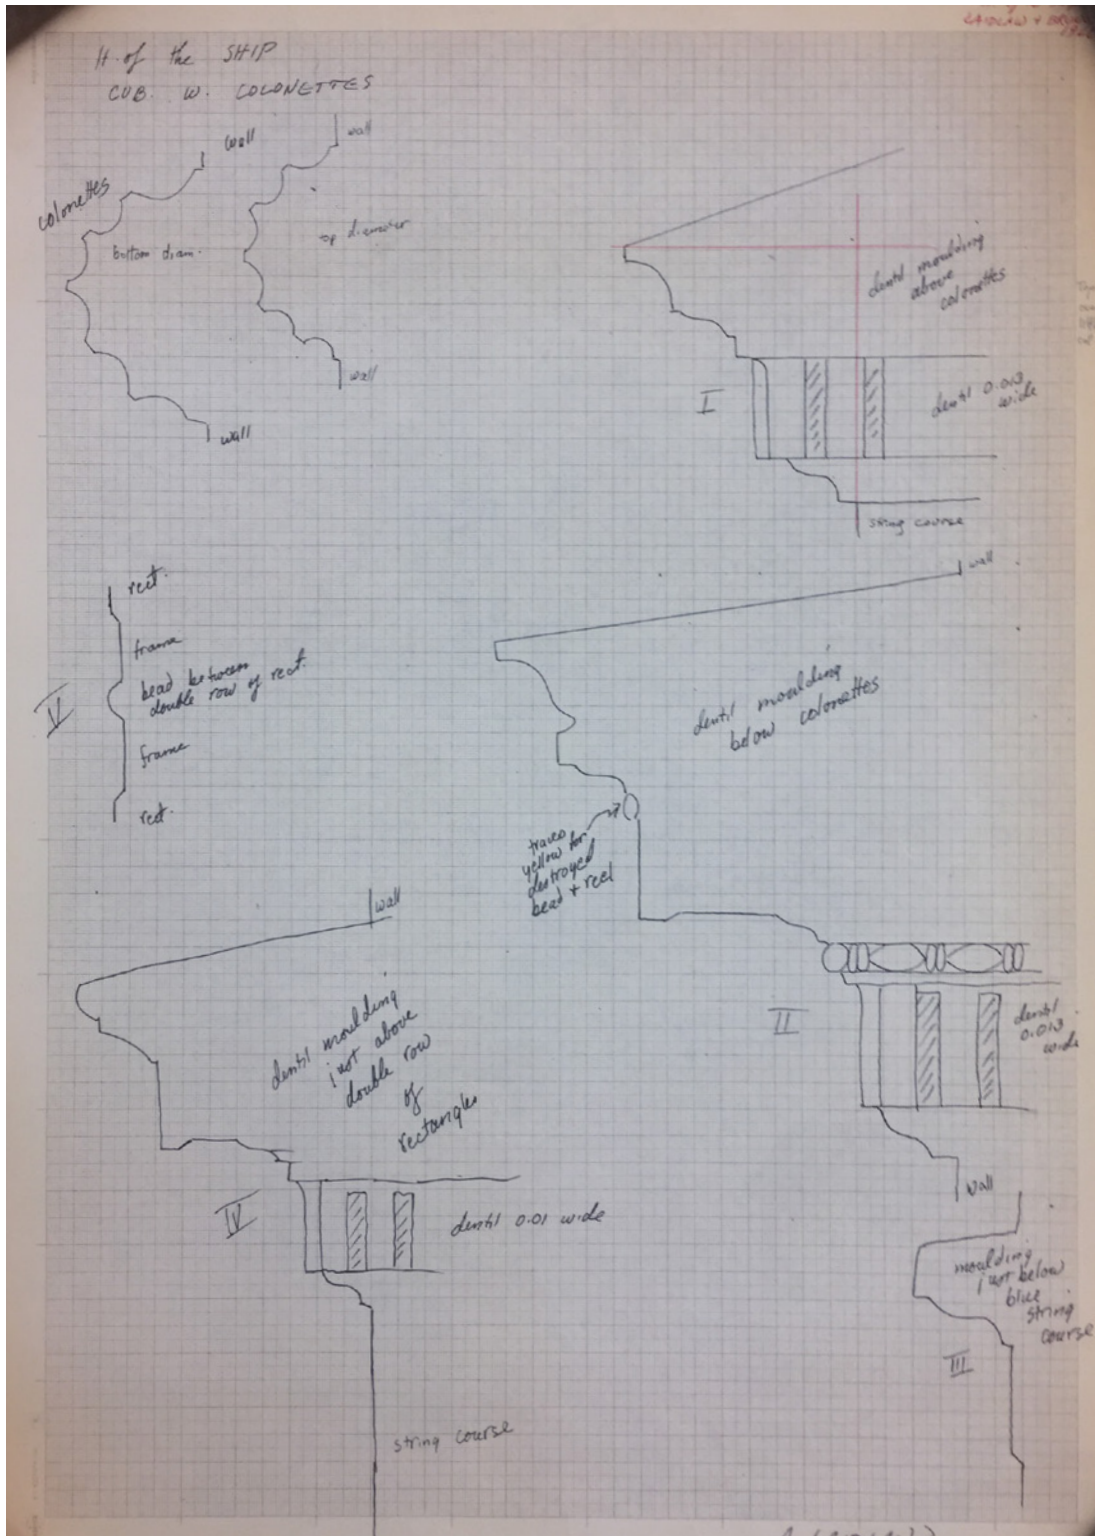 H. of the SHIP
CUB. W. COLONETTES
wall
wall
colonettes
bottom diam.
top diameter
wall
wall
dentil moulding
above
colonettes
I
dentil 0.013
wide
string course
rect.
frame
bead between
double row of rect.
V
frame
rect.
wall
dentil moulding
below colonettes
traces
yellow for
destroyed
bead + reel
II
dentil
0.013
wide
wall
wall
dentil moulding
just above
double row
of
rectangles
IV
dentil 0.01 wide
string course
moulding
just below
blue
string
course
III